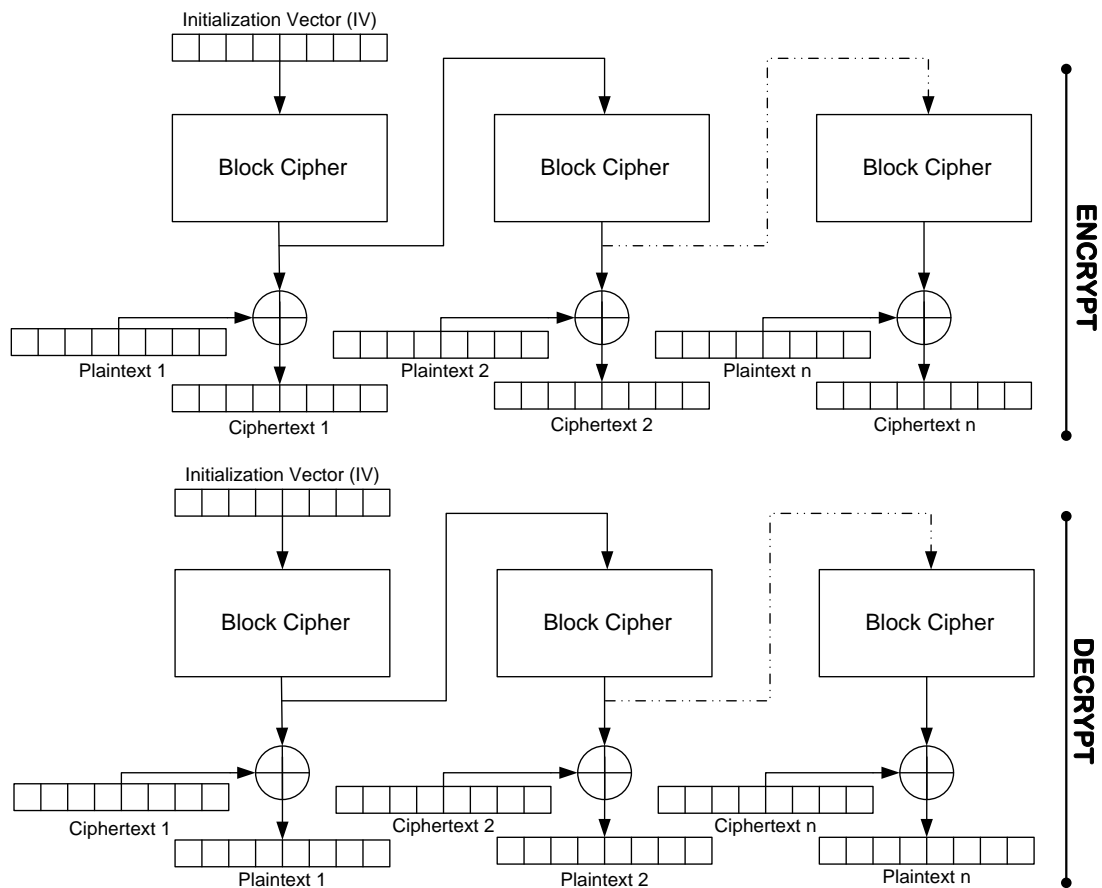 Initialization Vector (IV)
Block Cipher
Block Cipher
Block Cipher
Plaintext 1
Plaintext 2
Plaintext n
Ciphertext 1
Ciphertext 2
Ciphertext n
ENCRYPT
Initialization Vector (IV)
Block Cipher
Block Cipher
Block Cipher
Ciphertext 1
Ciphertext 2
Ciphertext n
Plaintext 1
Plaintext 2
Plaintext n
DECRYPT